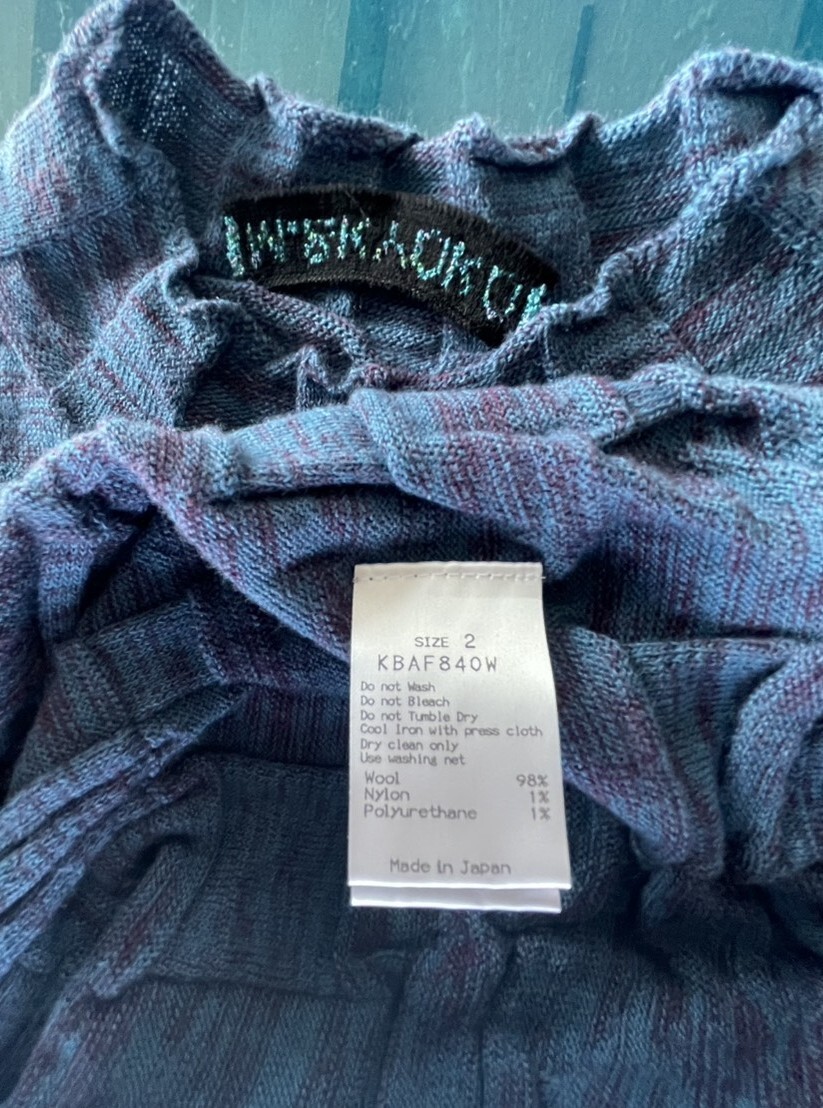 SIZE 2
KBAF840W
Do not Wash
Do not Bleach
Do not Tumble Dry
Cool Iron with press cloth
Dry clean only
Use washing net
Wool 98%
Nylon 1%
Polyurethane 1%
Made in Japan